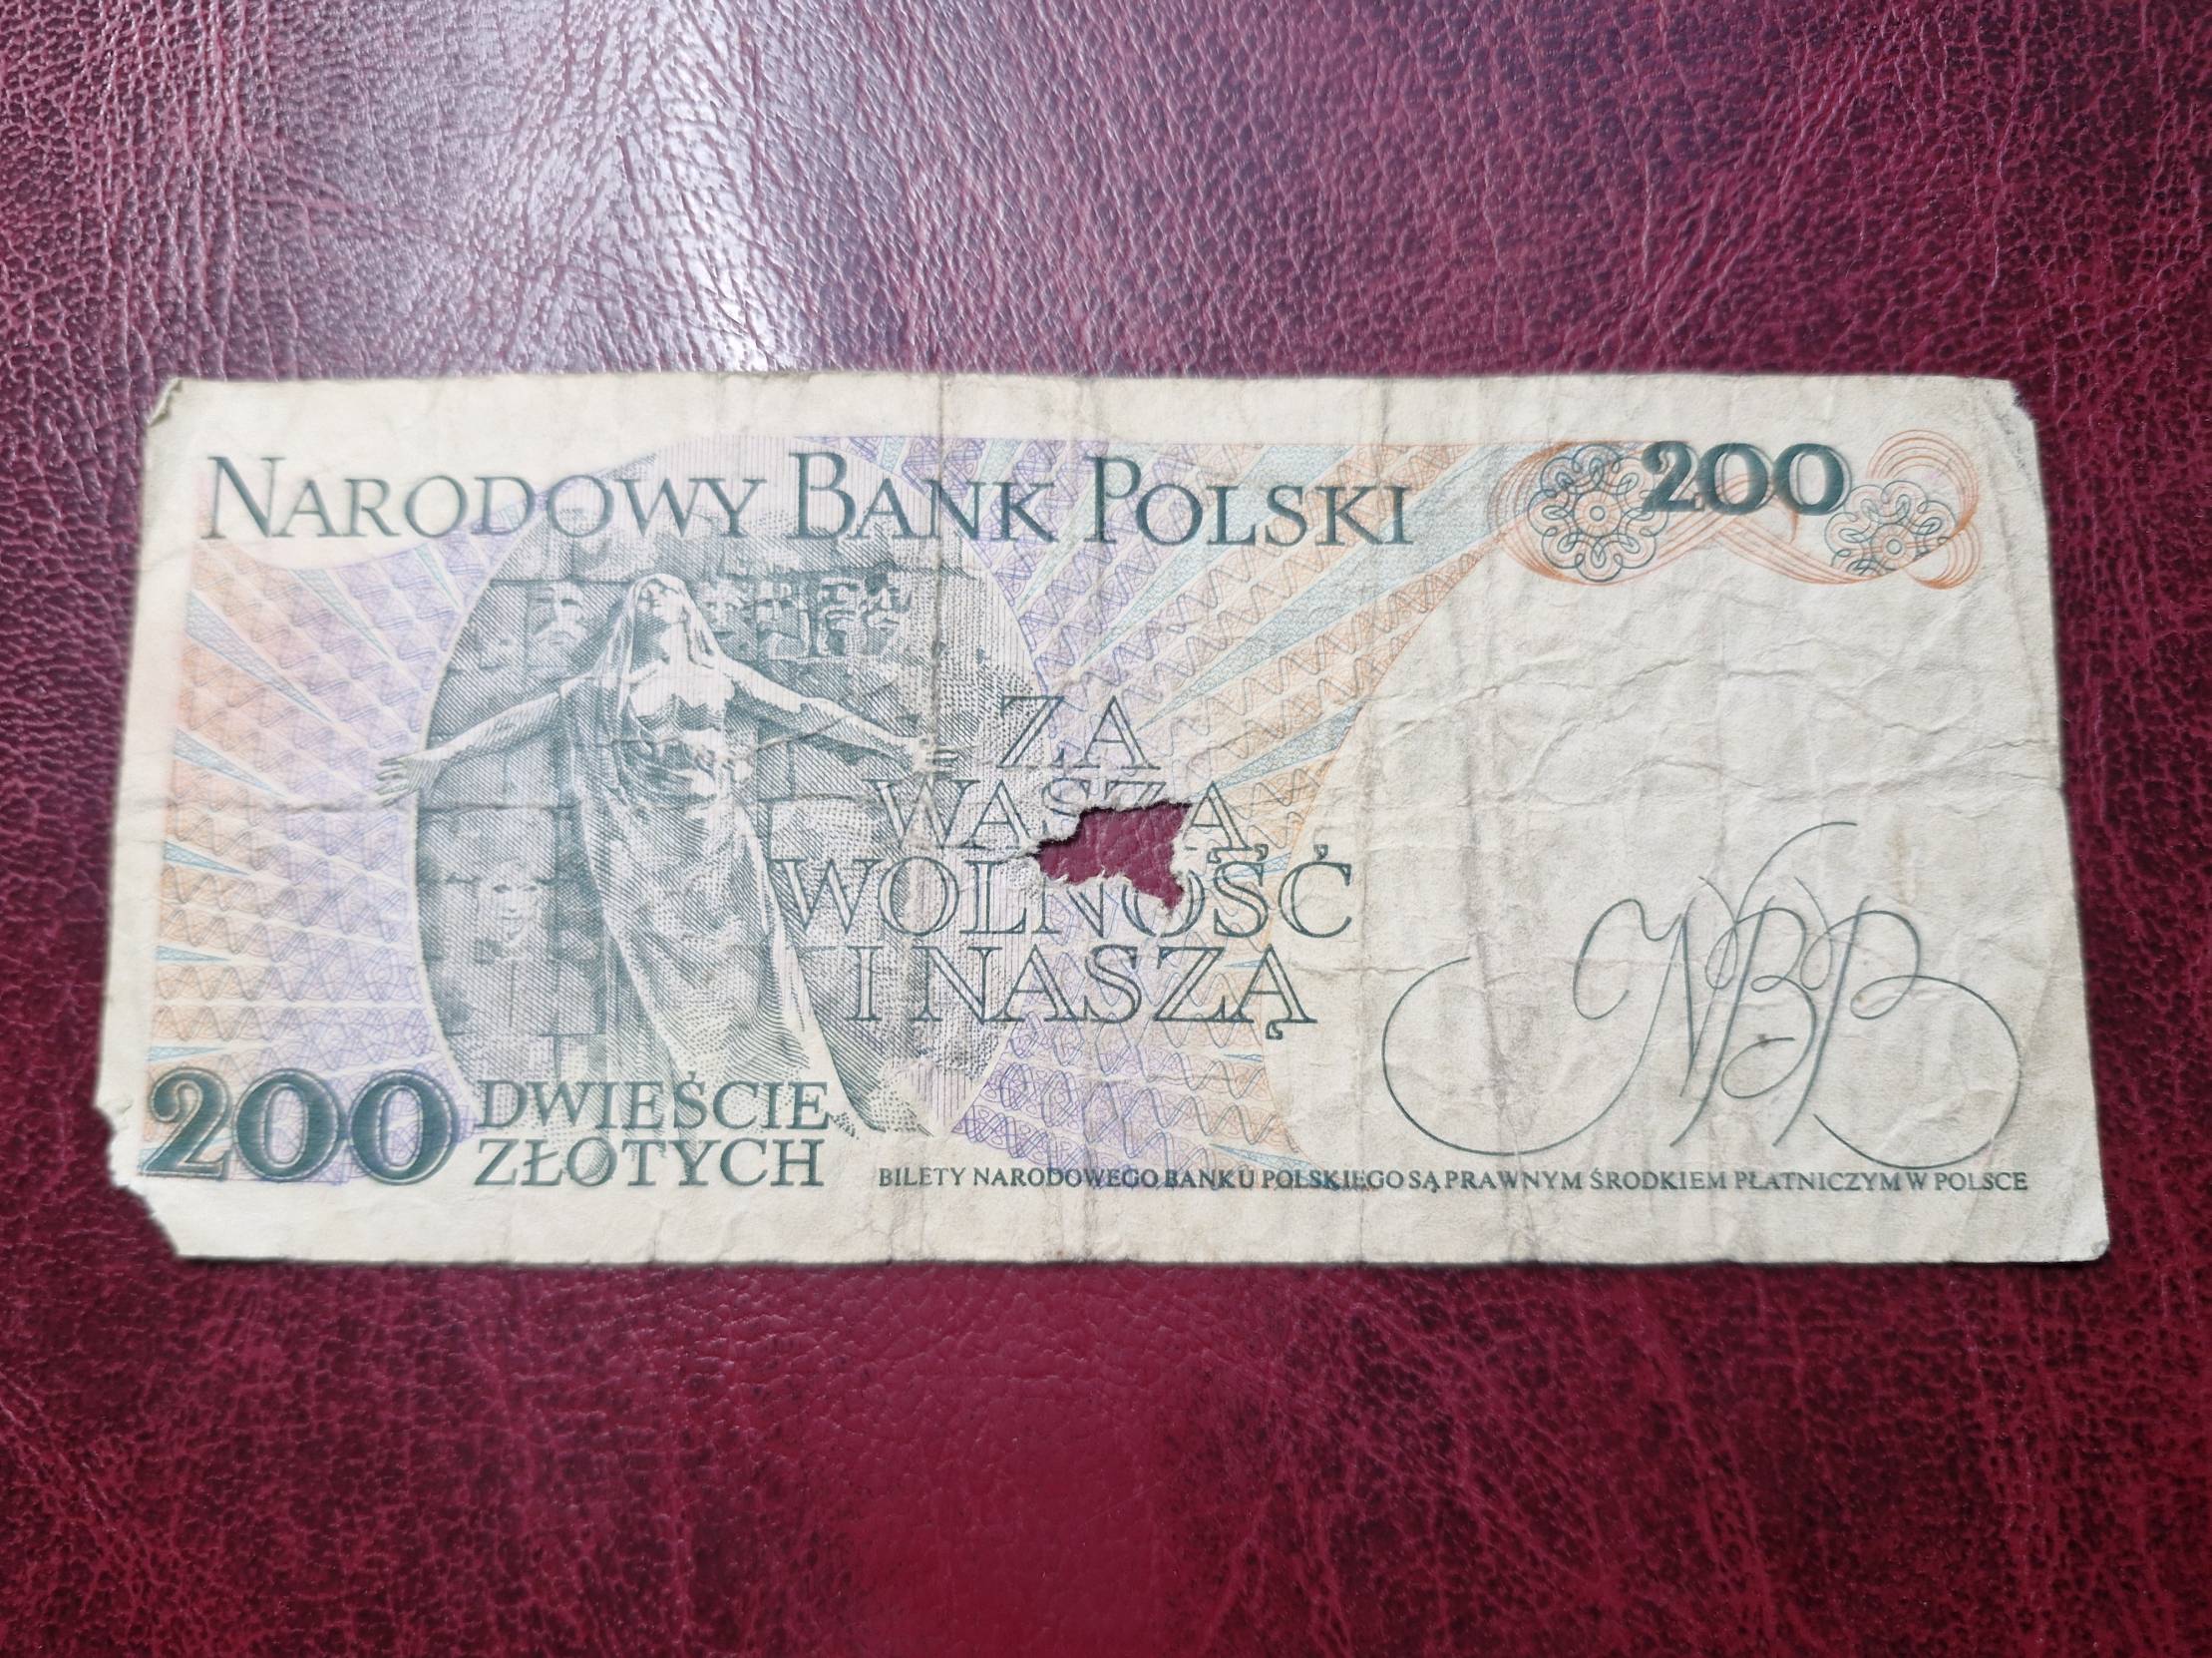 NARODOWY BANK POLSKI
200
ZA
WASZĄ
WOLNOŚĆ
I NASZĄ
NBP
200 DWIEŚCIE
ZŁOTYCH
BILETY NARODOWEGO BANKU POLSKIEGO SĄ PRAWNYM ŚRODKIEM PŁATNICZYM W POLSCE